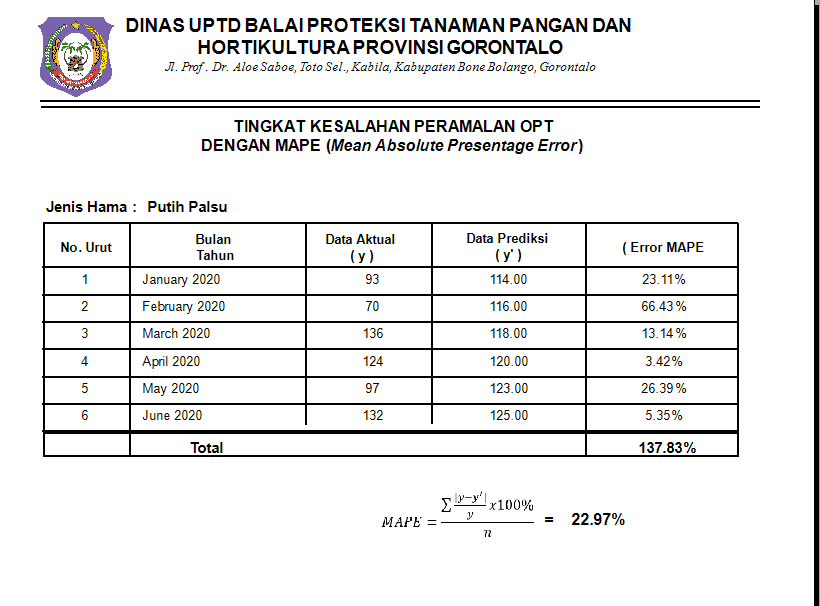 DINAS UPTD BALAI PROTEKSI TANAMAN PANGAN DAN
HORTIKULTURA PROVINSI GORONTALO
Jl. Prof . Dr. Aloe Saboe, Toto Sel., Kabila, Kabupaten Bone Bolango, Gorontalo
TINGKAT KESALAHAN PERAMALAN OPT
DENGAN MAPE (Mean Absolute Presentage Error)
Jenis Hama : Putih Palsu
No. Urut Bulan Tahun Data Aktual ( y ) Data Prediksi ( y' ) ( Error MAPE
1 January 2020 93 114.00 23.11%
2 February 2020 70 116.00 66.43%
3 March 2020 136 118.00 13.14%
4 April 2020 124 120.00 3.42%
5 May 2020 97 123.00 26.39%
6 June 2020 132 125.00 5.35%
Total 137.83%
MAPE = ∑ |y−y'| / y x100% / n = 22.97%